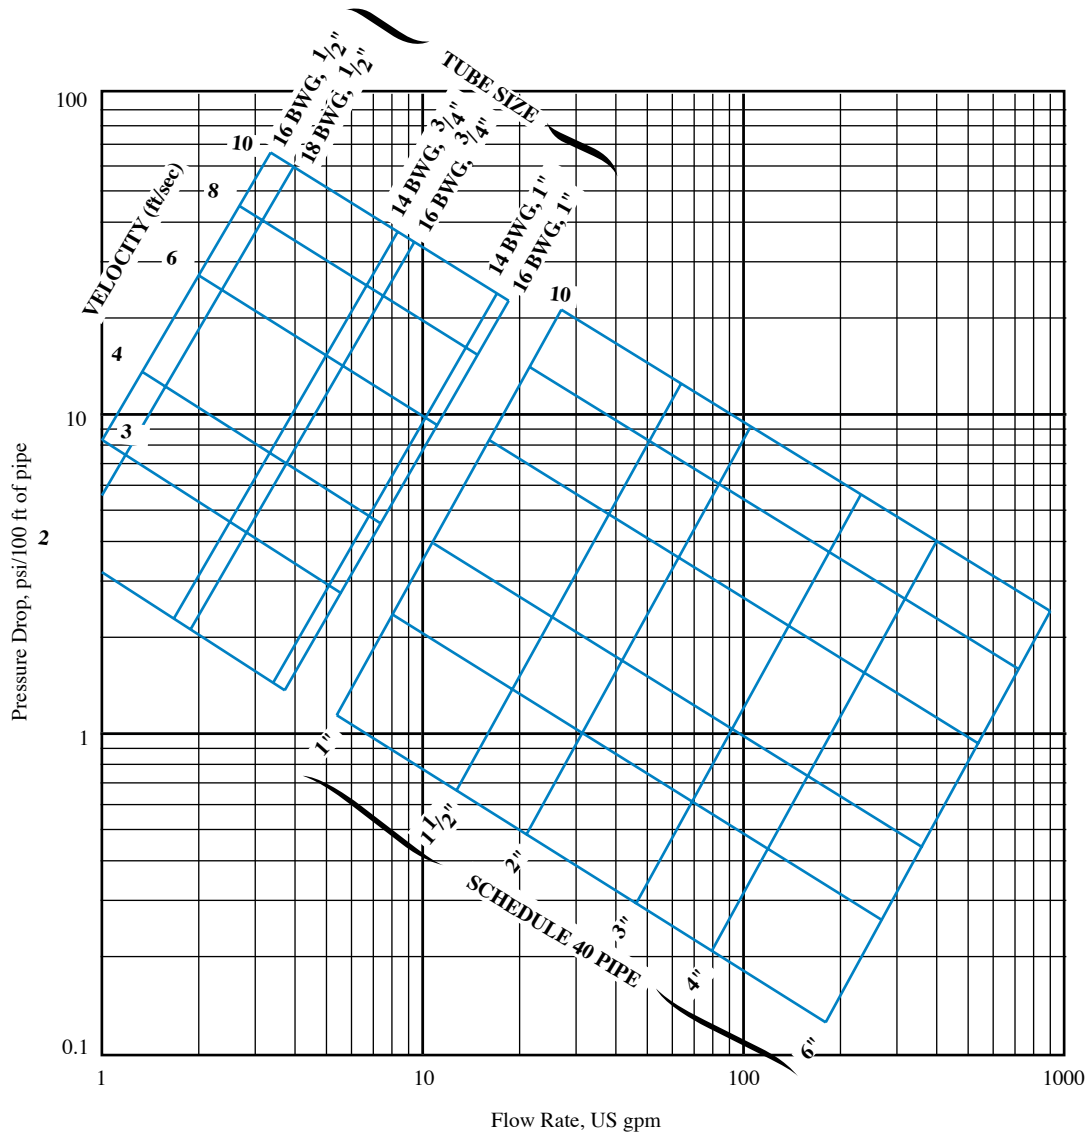 TUBE SIZE
16 BWG, 1/2"
18 BWG, 1/2"
14 BWG, 3/4"
16 BWG, 3/4"
14 BWG, 1"
16 BWG, 1"
VELOCITY (ft/sec)
10
8
6
4
3
2
10
100
10
1
0.1
Pressure Drop, psi/100 ft of pipe
1"
1 1/2"
2"
3"
4"
6"
SCHEDULE 40 PIPE
1
10
100
1000
Flow Rate, US gpm